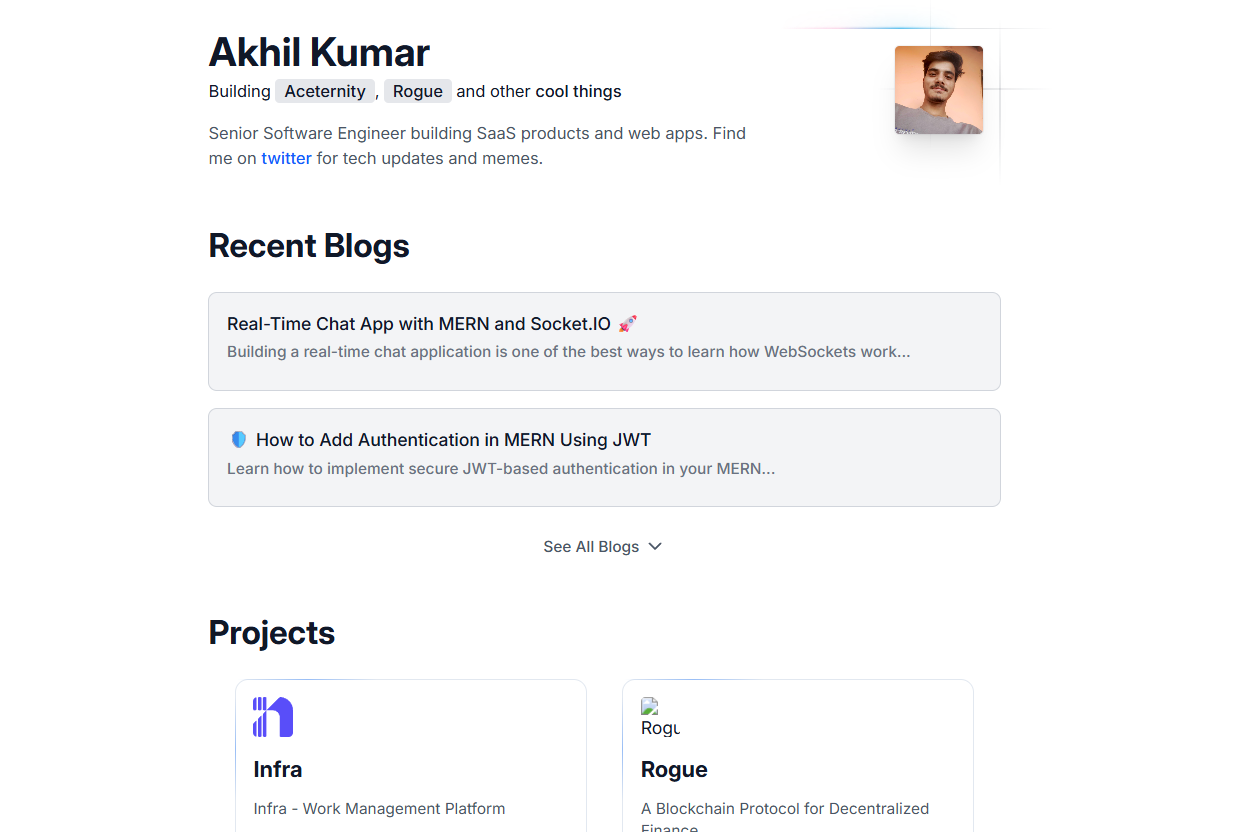 Akhil Kumar
Building Aceternity, Rogue and other cool things
Senior Software Engineer building SaaS products and web apps. Find
me on twitter for tech updates and memes.
Recent Blogs
Real-Time Chat App with MERN and Socket.IO 🚀
Building a real-time chat application is one of the best ways to learn how WebSockets work...
🛡️ How to Add Authentication in MERN Using JWT
Learn how to implement secure JWT-based authentication in your MERN...
See All Blogs
Projects
Rogu
Infra
Rogue
Infra - Work Management Platform
A Blockchain Protocol for Decentralized
Finance